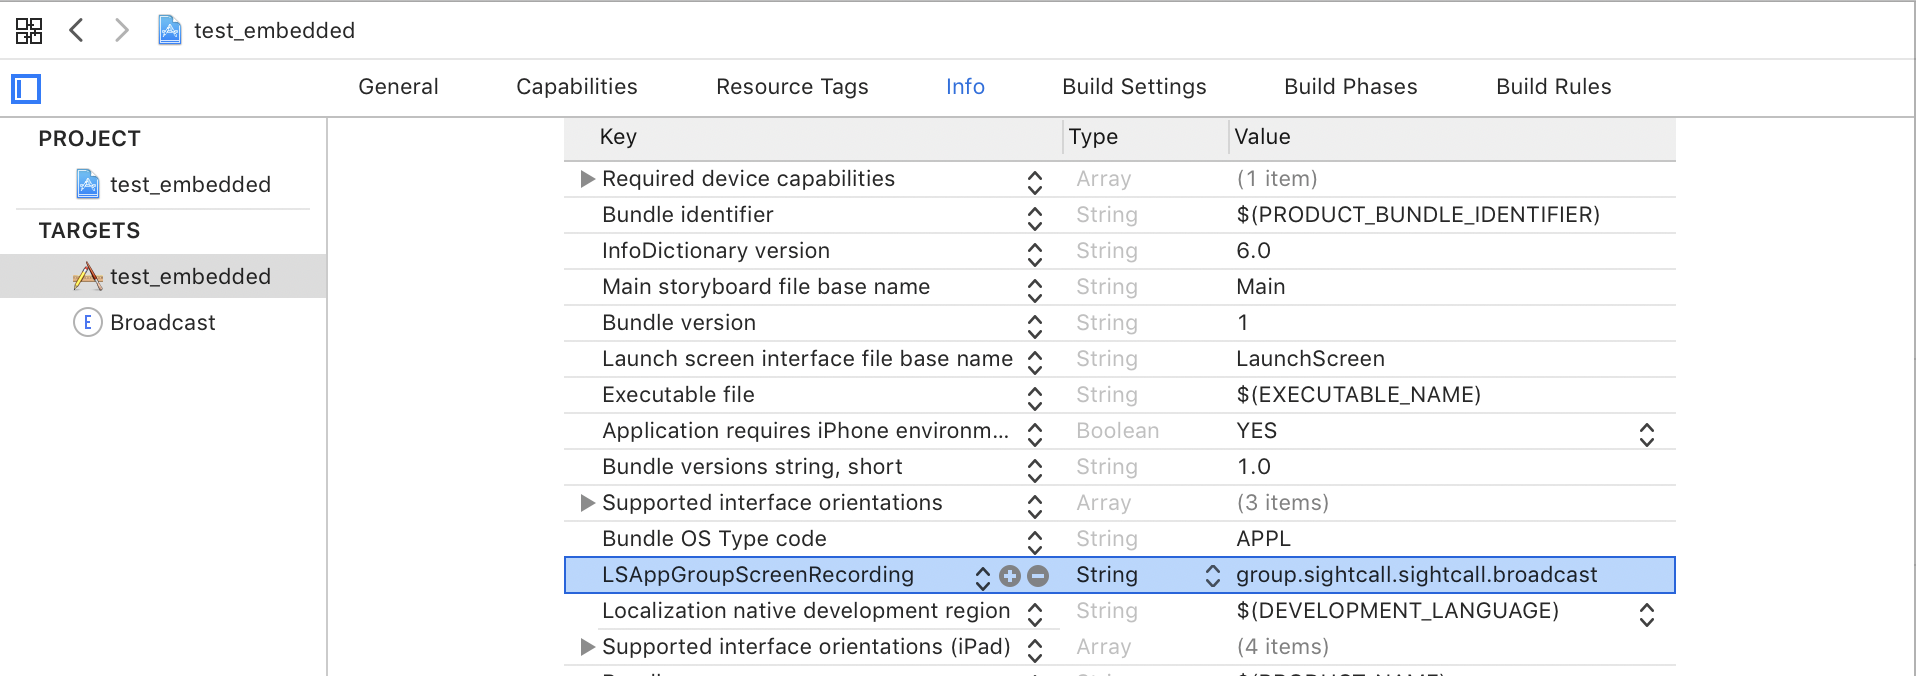 test_embedded
General Capabilities Resource Tags Info Build Settings Build Phases Build Rules
PROJECT
test_embedded
TARGETS
test_embedded
E Broadcast
Key Type Value
Required device capabilities Array (1 item)
Bundle identifier String $(PRODUCT_BUNDLE_IDENTIFIER)
InfoDictionary version String 6.0
Main storyboard file base name String Main
Bundle version String 1
Launch screen interface file base name String LaunchScreen
Executable file String $(EXECUTABLE_NAME)
Application requires iPhone environm... Boolean YES
Bundle versions string, short String 1.0
Supported interface orientations Array (3 items)
Bundle OS Type code String APPL
LSAppGroupScreenRecording String group.sightcall.sightcall.broadcast
Localization native development region String $(DEVELOPMENT_LANGUAGE)
Supported interface orientations (iPad) Array (4 items)